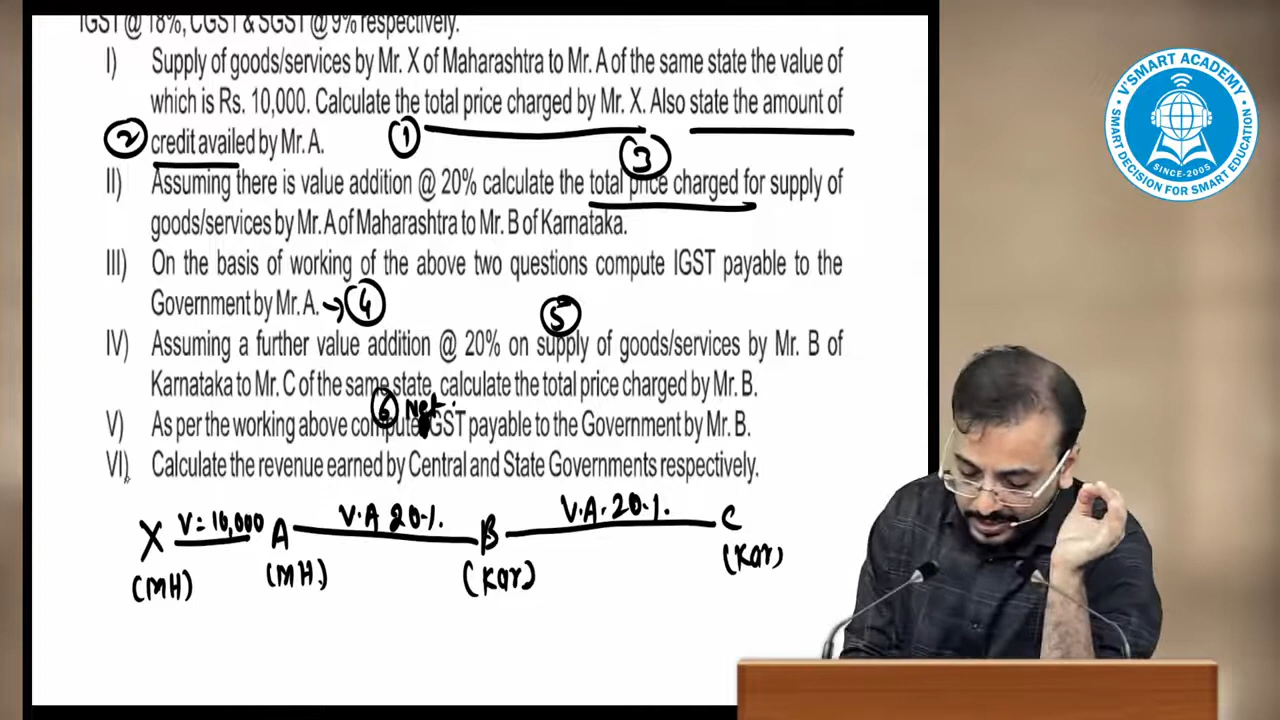 IGST @ 18%, CGST & SGST @ 9% respectively.
I) Supply of goods/services by Mr. X of Maharashtra to Mr. A of the same state the value of
which is Rs. 10,000. Calculate the total price charged by Mr. X. Also state the amount of
② credit availed by Mr. A. ① ③
II) Assuming there is value addition @ 20% calculate the total price charged for supply of
goods/services by Mr. A of Maharashtra to Mr. B of Karnataka.
III) On the basis of working of the above two questions compute IGST payable to the
Government by Mr. A. → ④ ⑤
IV) Assuming a further value addition @ 20% on supply of goods/services by Mr. B of
Karnataka to Mr. C of the same state, calculate the total price charged by Mr. B.
⑥ Net
V) As per the working above compute GST payable to the Government by Mr. B.
VI) Calculate the revenue earned by Central and State Governments respectively.
X V= 10,000 A V.A 20% B V.A. 20% C
(MH) (MH) (Kar) (Kar)
V'SMART ACADEMY
SINCE-2005
SMART DECISION FOR SMART EDUCATION